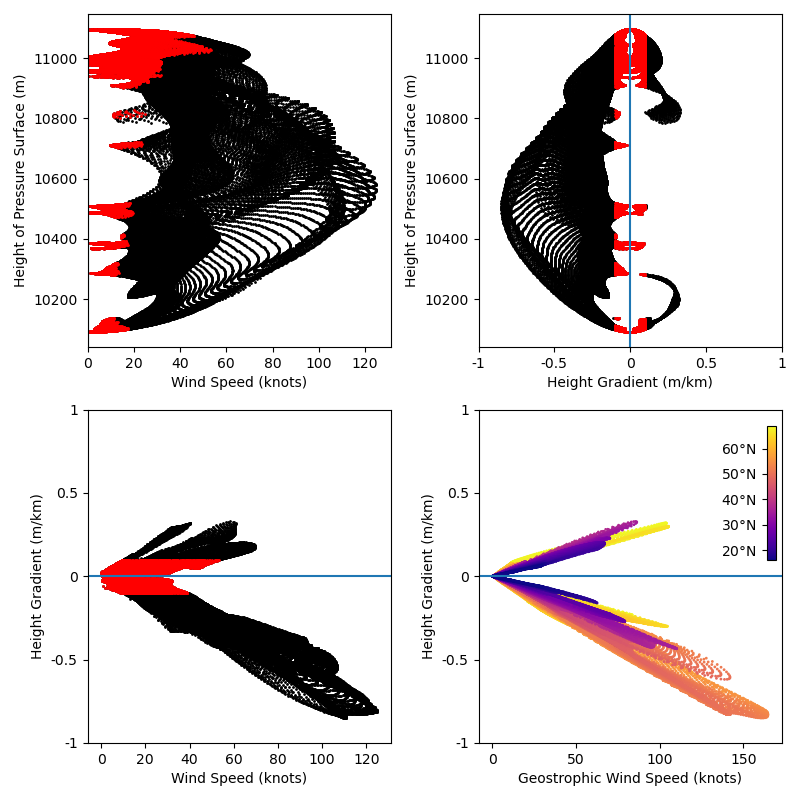 11000
10800
10600
10400
10200
Height of Pressure Surface (m)
0 20 40 60 80 100 120
Wind Speed (knots)
11000
10800
10600
10400
10200
Height of Pressure Surface (m)
-1 -0.5 0 0.5 1
Height Gradient (m/km)
1
0.5
0
-0.5
-1
Height Gradient (m/km)
0 20 40 60 80 100 120
Wind Speed (knots)
1
0.5
0
-0.5
-1
Height Gradient (m/km)
60°N
50°N
40°N
30°N
20°N
0 50 100 150
Geostrophic Wind Speed (knots)